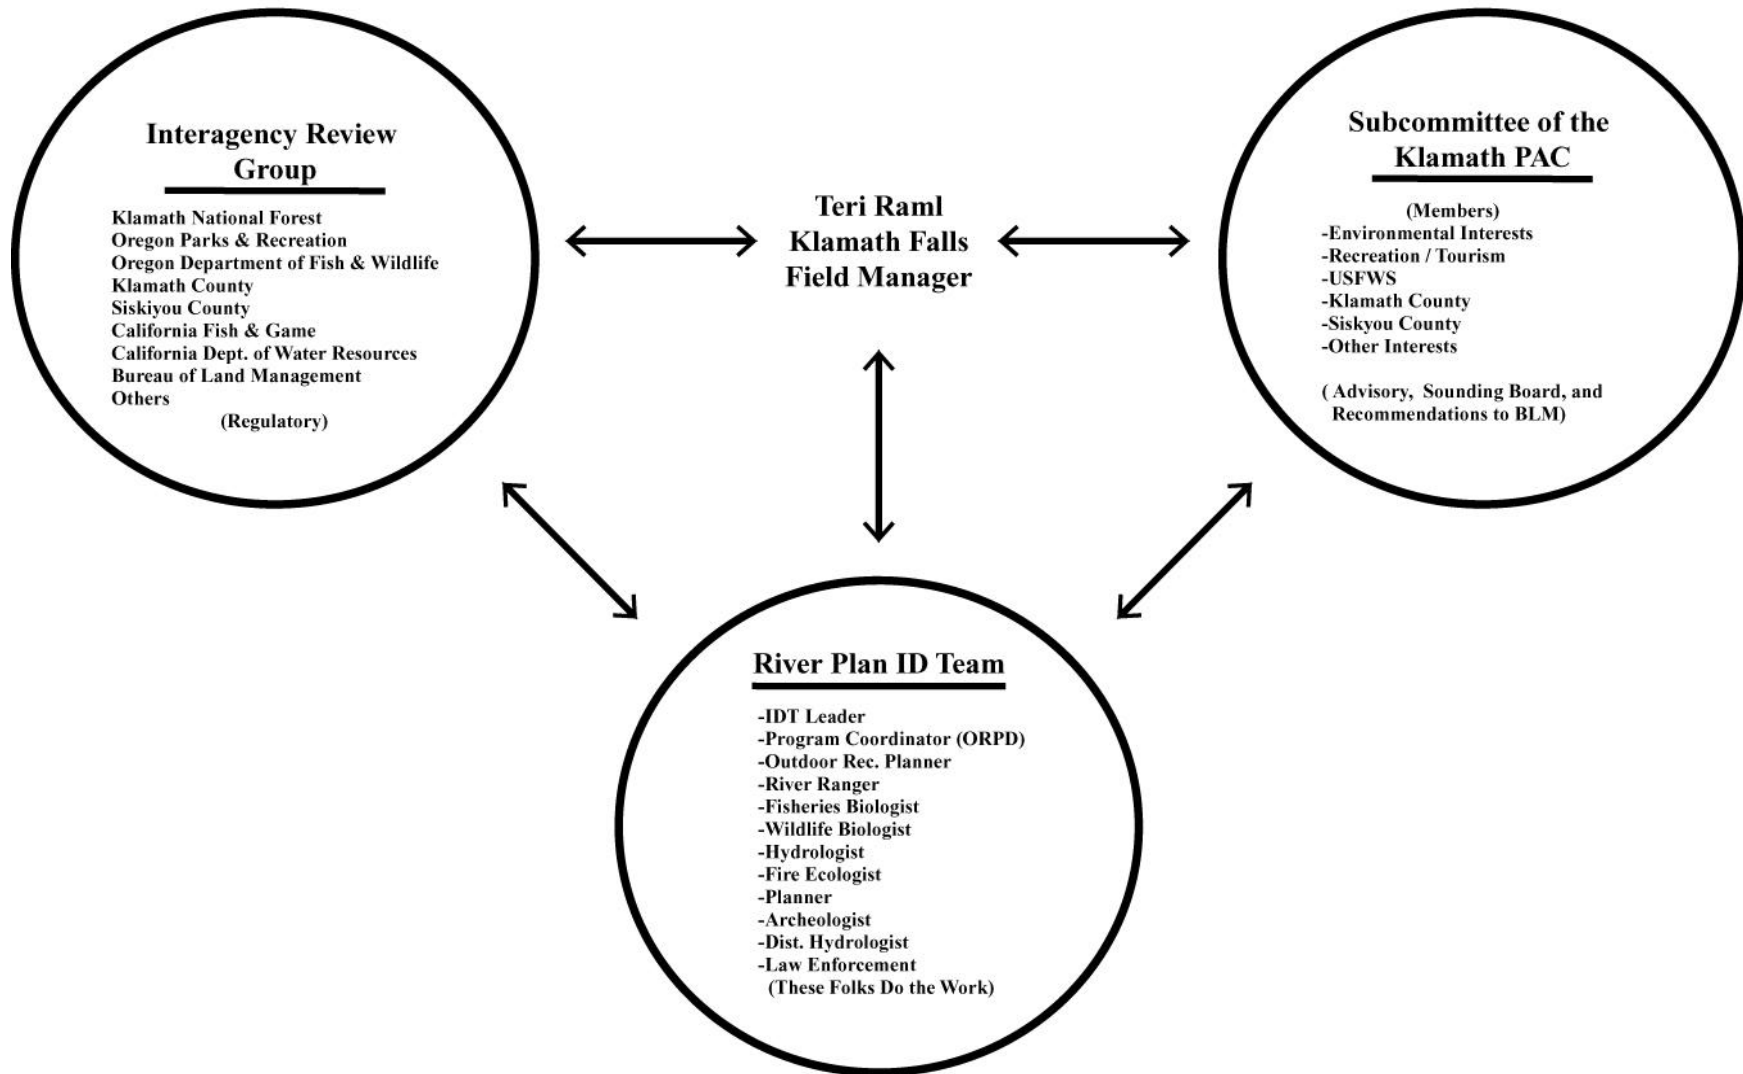 Interagency Review
Group
Klamath National Forest
Oregon Parks & Recreation
Oregon Department of Fish & Wildlife
Klamath County
Siskiyou County
California Fish & Game
California Dept. of Water Resources
Bureau of Land Management
Others
(Regulatory)
Teri Raml
Klamath Falls
Field Manager
Subcommittee of the
Klamath PAC
(Members)
-Environmental Interests
-Recreation / Tourism
-USFWS
-Klamath County
-Siskyou County
-Other Interests
( Advisory, Sounding Board, and
Recommendations to BLM)
River Plan ID Team
-IDT Leader
-Program Coordinator (ORPD)
-Outdoor Rec. Planner
-River Ranger
-Fisheries Biologist
-Wildlife Biologist
-Hydrologist
-Fire Ecologist
-Planner
-Archeologist
-Dist. Hydrologist
-Law Enforcement
(These Folks Do the Work)